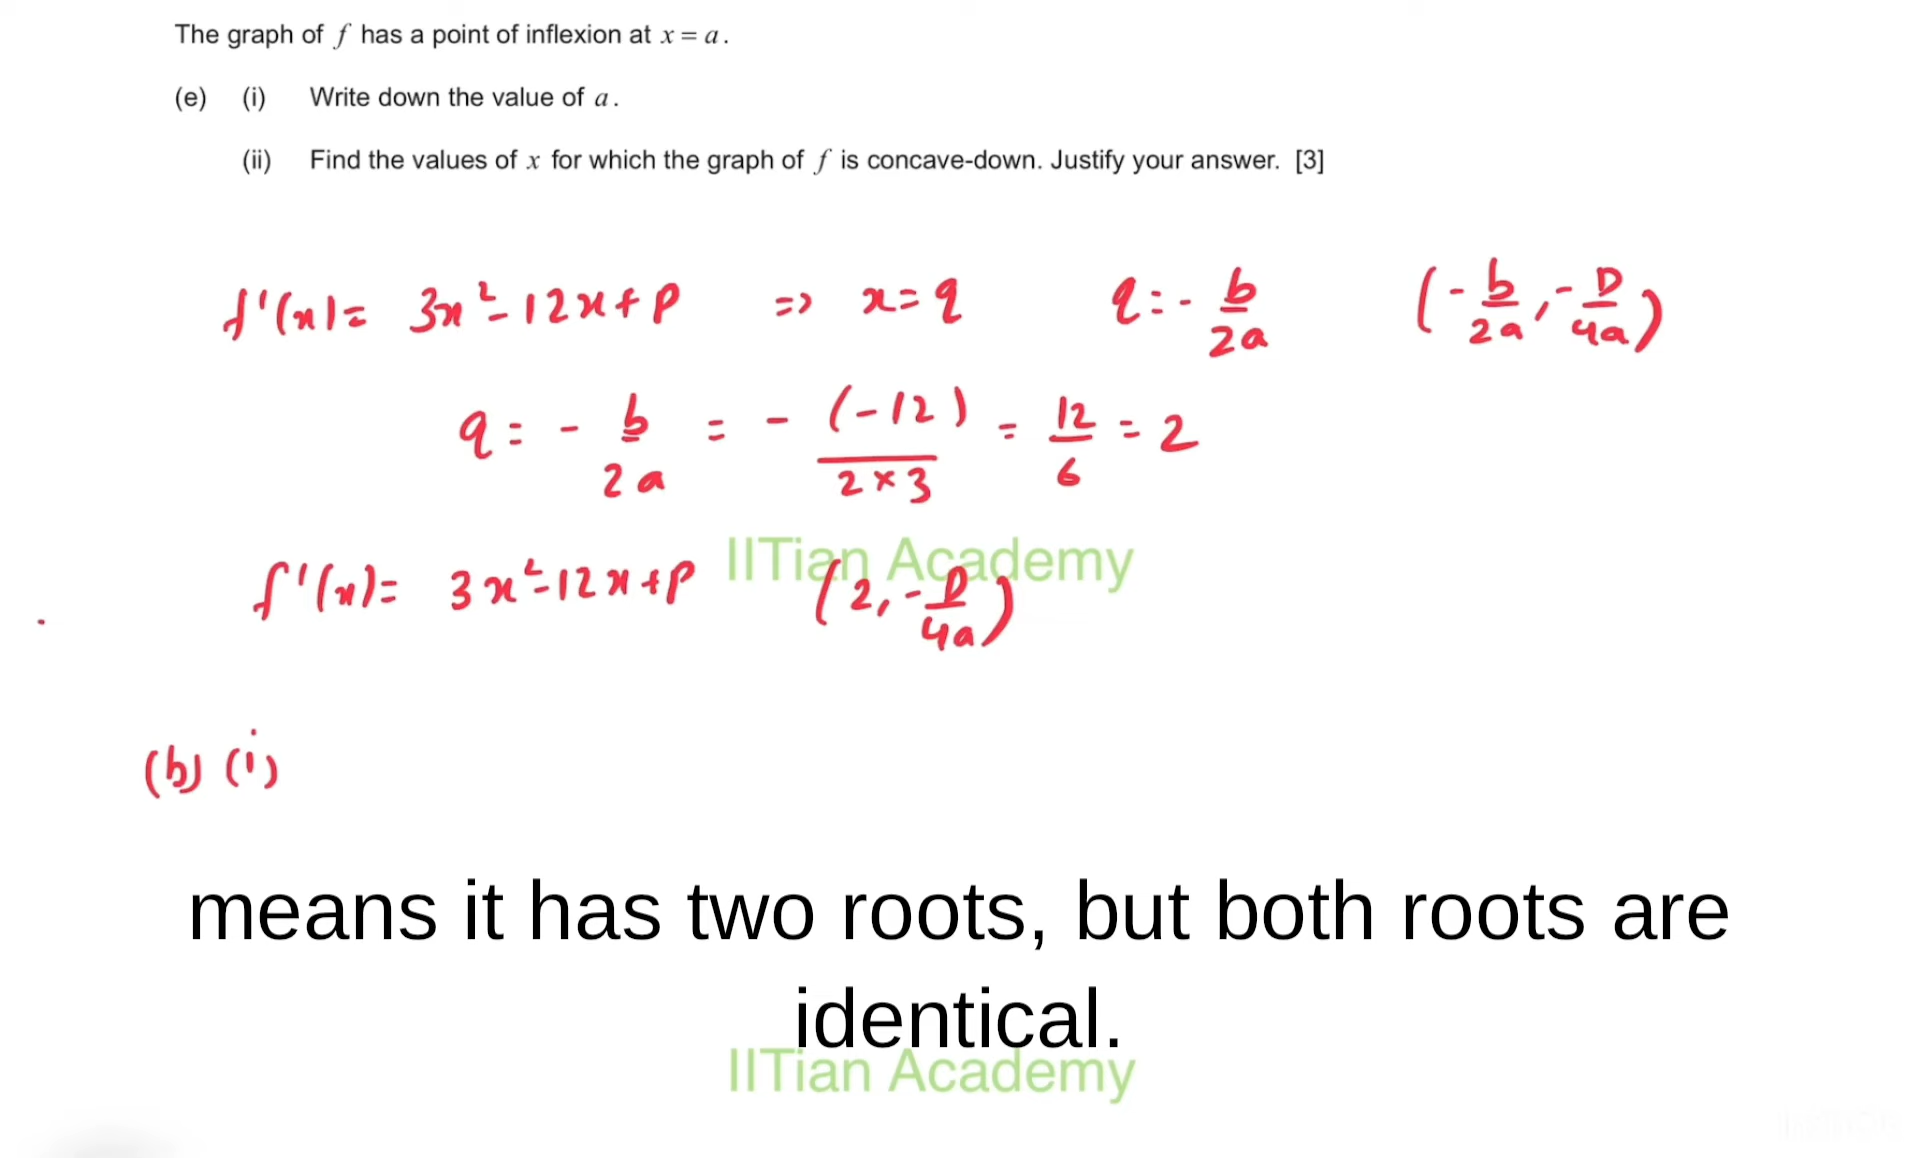 The graph of f has a point of inflexion at x = a.
(e) (i) Write down the value of a.
(ii) Find the values of x for which the graph of f is concave-down. Justify your answer. [3]
f'(x) = 3x² - 12x + p => x = q q = - b/2a (- b/2a, - D/4a)
q = - b/2a = - (-12)/2×3 = 12/6 = 2
IITian Academy
f'(x) = 3x² - 12x + p (2, - D/4a)
(b) (i)
means it has two roots, but both roots are
identical.
IITian Academy